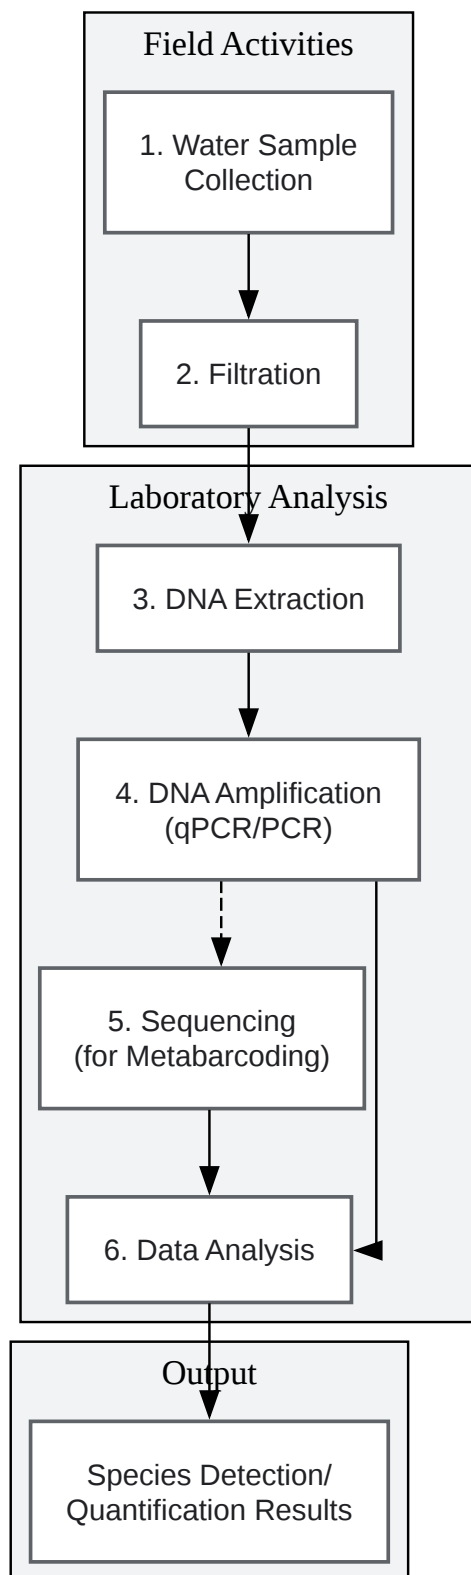 Field Activities
1. Water Sample
Collection
2. Filtration
Laboratory Analysis
3. DNA Extraction
4. DNA Amplification
(qPCR/PCR)
5. Sequencing
(for Metabarcoding)
6. Data Analysis
Output
Species Detection/
Quantification Results